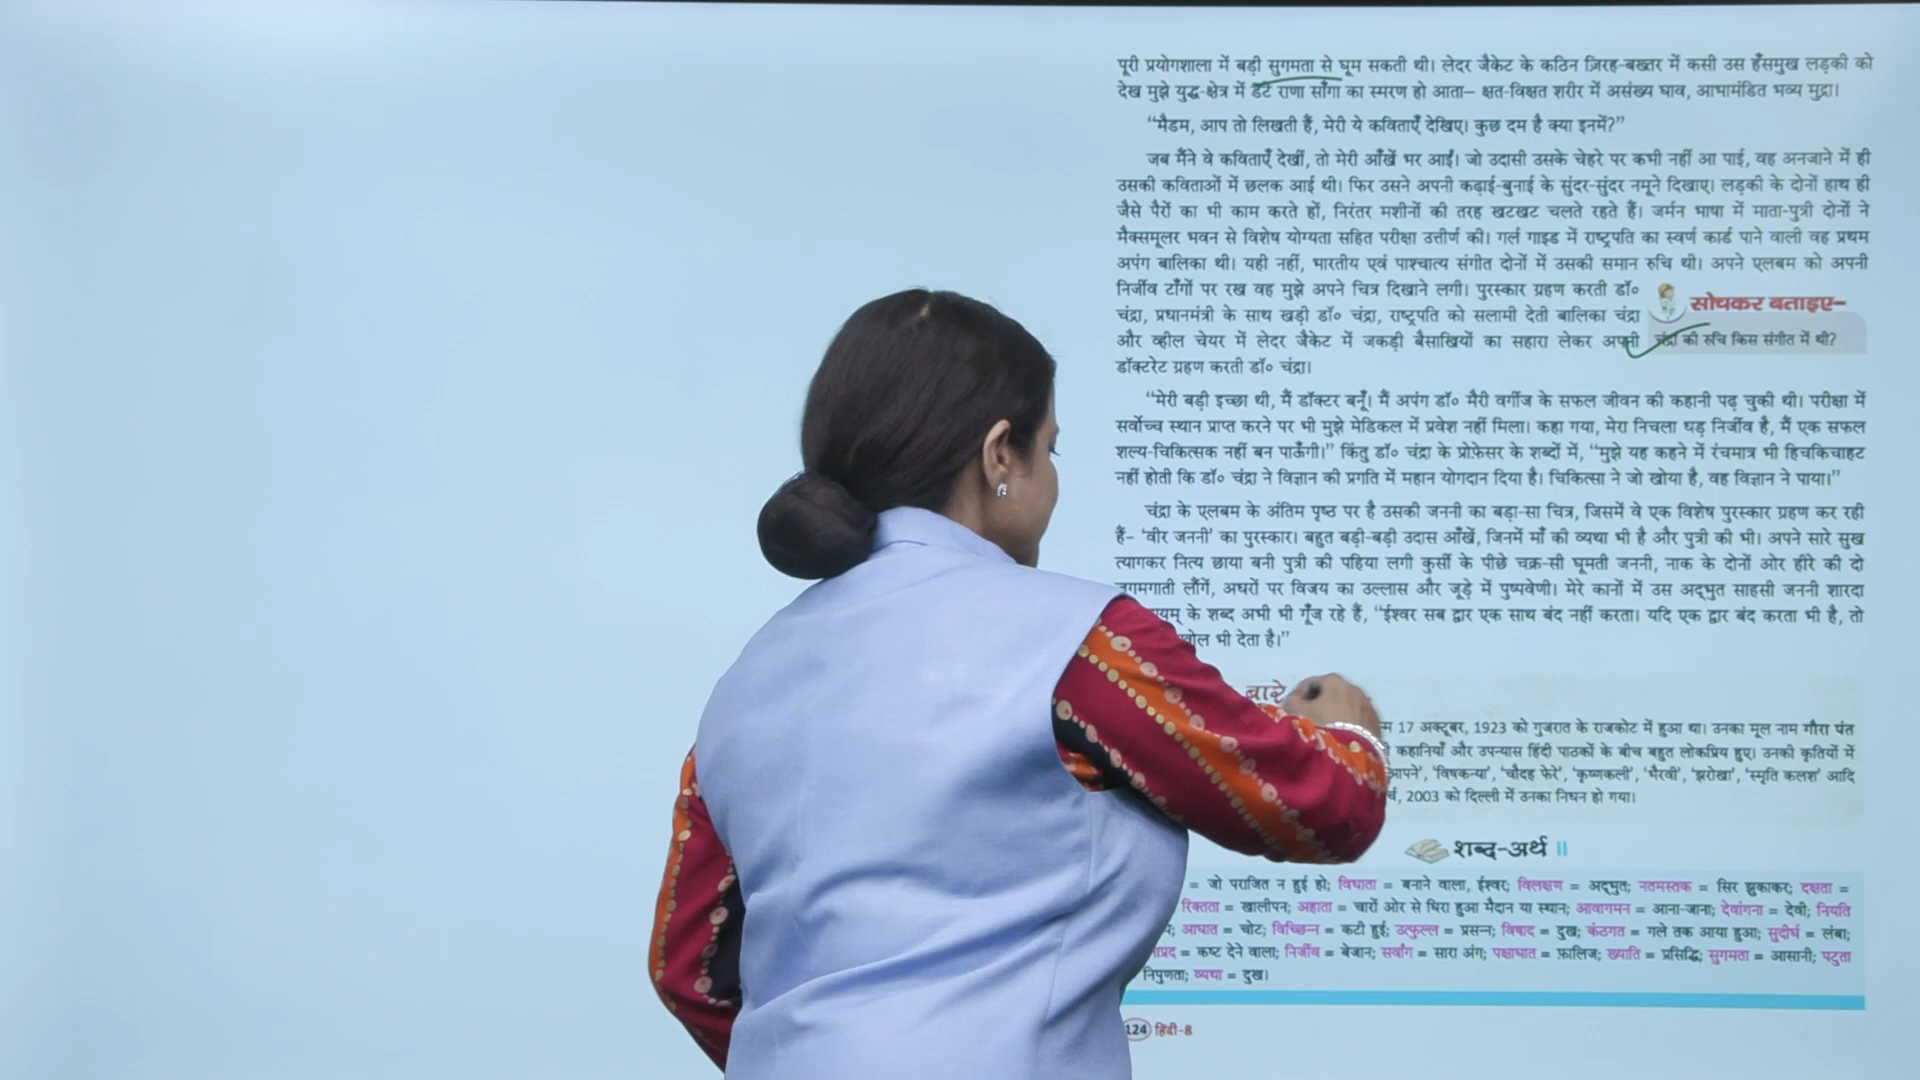 पूरी प्रयोगशाला में बड़ी सुगमता से घूम सकती थी। लेदर जैकेट के कठिन ज़िरह-बख्तर में कसी उस हँसमुख लड़की को
देख मुझे युद्ध-क्षेत्र में डटे राणा साँगा का स्मरण हो आता– क्षत-विक्षत शरीर में असंख्य घाव, आभामंडित भव्य मुद्रा।
“मैडम, आप तो लिखती हैं, मेरी ये कविताएँ देखिए। कुछ दम है क्या इनमें?”
जब मैंने वे कविताएँ देखीं, तो मेरी आँखें भर आईं। जो उदासी उसके चेहरे पर कभी नहीं आ पाई, वह अनजाने में ही
उसकी कविताओं में छलक आई थी। फिर उसने अपनी कढ़ाई-बुनाई के सुंदर-सुंदर नमूने दिखाए। लड़की के दोनों हाथ ही
जैसे पैरों का भी काम करते हों, निरंतर मशीनों की तरह खटखट चलते रहते हैं। जर्मन भाषा में माता-पुत्री दोनों ने
मैक्समूलर भवन से विशेष योग्यता सहित परीक्षा उत्तीर्ण की। गर्ल गाइड में राष्ट्रपति का स्वर्ण कार्ड पाने वाली वह प्रथम
अपंग बालिका थी। यही नहीं, भारतीय एवं पाश्चात्य संगीत दोनों में उसकी समान रुचि थी। अपने एलबम को अपनी
निर्जीव टाँगों पर रख वह मुझे अपने चित्र दिखाने लगी। पुरस्कार ग्रहण करती डॉ०
चंद्रा, प्रधानमंत्री के साथ खड़ी डॉ० चंद्रा, राष्ट्रपति को सलामी देती बालिका चंद्रा
और व्हील चेयर में लेदर जैकेट में जकड़ी बैसाखियों का सहारा लेकर अपनी
डॉक्टरेट ग्रहण करती डॉ० चंद्रा।
सोचकर बताइए–
चंद्रा की रुचि किस संगीत में थी?
“मेरी बड़ी इच्छा थी, मैं डॉक्टर बनूँ। मैं अपंग डॉ० मैरी वर्गीज के सफल जीवन की कहानी पढ़ चुकी थी। परीक्षा में
सर्वोच्च स्थान प्राप्त करने पर भी मुझे मेडिकल में प्रवेश नहीं मिला। कहा गया, मेरा निचला धड़ निर्जीव है, मैं एक सफल
शल्य-चिकित्सक नहीं बन पाऊँगी।” किंतु डॉ० चंद्रा के प्रोफ़ेसर के शब्दों में, “मुझे यह कहने में रंचमात्र भी हिचकिचाहट
नहीं होती कि डॉ० चंद्रा ने विज्ञान की प्रगति में महान योगदान दिया है। चिकित्सा ने जो खोया है, वह विज्ञान ने पाया।”
चंद्रा के एलबम के अंतिम पृष्ठ पर है उसकी जननी का बड़ा-सा चित्र, जिसमें वे एक विशेष पुरस्कार ग्रहण कर रही
हैं– ‘वीर जननी’ का पुरस्कार। बहुत बड़ी-बड़ी उदास आँखें, जिनमें माँ की व्यथा भी है और पुत्री की भी। अपने सारे सुख
त्यागकर नित्य छाया बनी पुत्री की पहिया लगी कुर्सी के पीछे चक्र-सी घूमती जननी, नाक के दोनों ओर हीरे की दो
जगमगाती लौंगें, अधरों पर विजय का उल्लास और जूड़े में पुष्पवेणी। मेरे कानों में उस अद्भुत साहसी जननी शारदा
यम् के शब्द अभी भी गूँज रहे हैं, “ईश्वर सब द्वार एक साथ बंद नहीं करता। यदि एक द्वार बंद करता भी है, तो
खोल भी देता है।”
बारे
17 अक्टूबर, 1923 को गुजरात के राजकोट में हुआ था। उनका मूल नाम गौरा पंत
कहानियाँ और उपन्यास हिंदी पाठकों के बीच बहुत लोकप्रिय हुए। उनकी कृतियों में
‘विषकन्या’, ‘चौदह फेरे’, ‘कृष्णकली’, ‘भैरवी’, ‘झरोखा’, ‘स्मृति कलश’ आदि
2003 को दिल्ली में उनका निधन हो गया।
शब्द-अर्थ
= जो पराजित न हुई हो; विधाता = बनाने वाला, ईश्वर; विलक्षण = अद्भुत; नतमस्तक = सिर झुकाकर; दक्षता =
रिक्तता = खालीपन; अहाता = चारों ओर से घिरा हुआ मैदान या स्थान; आवागमन = आना-जाना; देवांगना = देवी; नियति
आघात = चोट; विच्छिन्न = कटी हुई; उत्फुल्ल = प्रसन्न; विषाद = दुख; कंठगत = गले तक आया हुआ; सुदीर्घ = लंबा;
= कष्ट देने वाला; निर्जीव = बेजान; सर्वांग = सारा अंग; पक्षाघात = फ़ालिज; ख्याति = प्रसिद्धि; सुगमता = आसानी; पटुता
निपुणता; व्यथा = दुख।
124 हिंदी-8